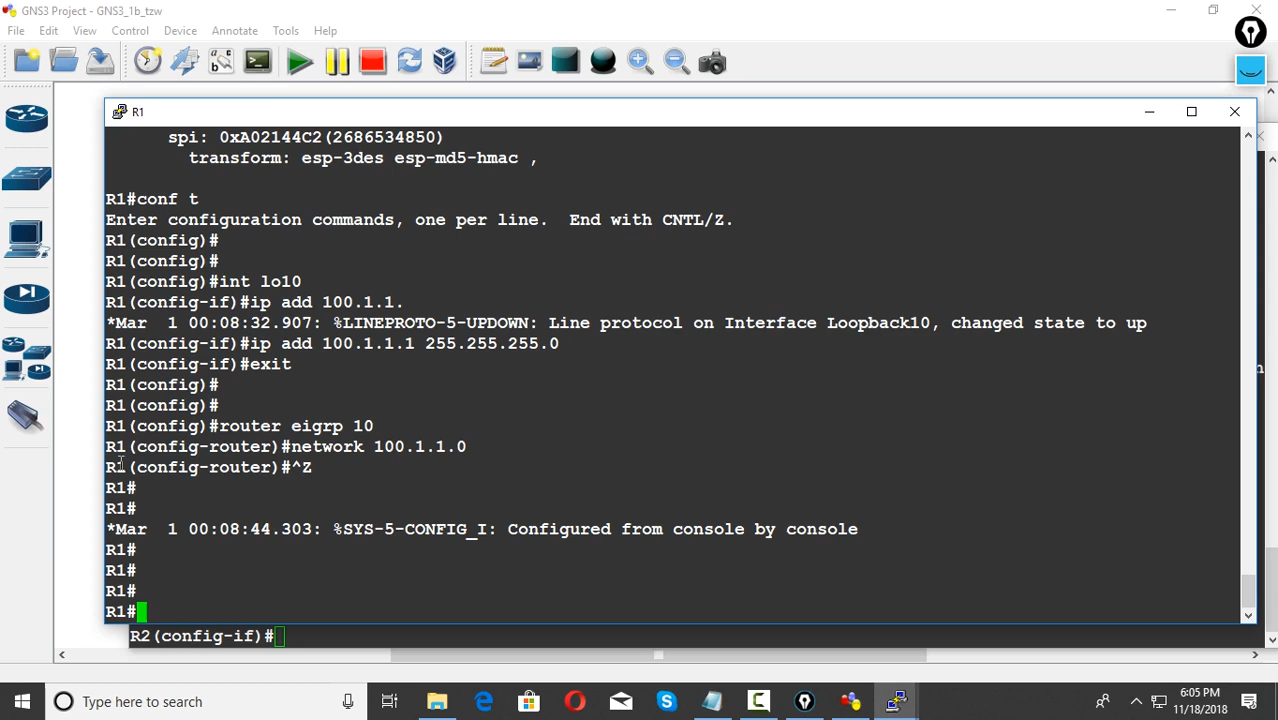 GNS3 Project - GNS3_1b_tzw
File Edit View Control Device Annotate Tools Help
R1
spi: 0xA02144C2(2686534850)
transform: esp-3des esp-md5-hmac ,
R1#conf t
Enter configuration commands, one per line. End with CNTL/Z.
R1(config)#
R1(config)#
R1(config)#int lo10
R1(config-if)#ip add 100.1.1.
*Mar 1 00:08:32.907: %LINEPROTO-5-UPDOWN: Line protocol on Interface Loopback10, changed state to up
R1(config-if)#ip add 100.1.1.1 255.255.255.0
R1(config-if)#exit
R1(config)#
R1(config)#
R1(config)#router eigrp 10
R1(config-router)#network 100.1.1.0
R1(config-router)#^Z
R1#
R1#
*Mar 1 00:08:44.303: %SYS-5-CONFIG_I: Configured from console by console
R1#
R1#
R1#
R1#
R2(config-if)#
Type here to search
6:05 PM
11/18/2018